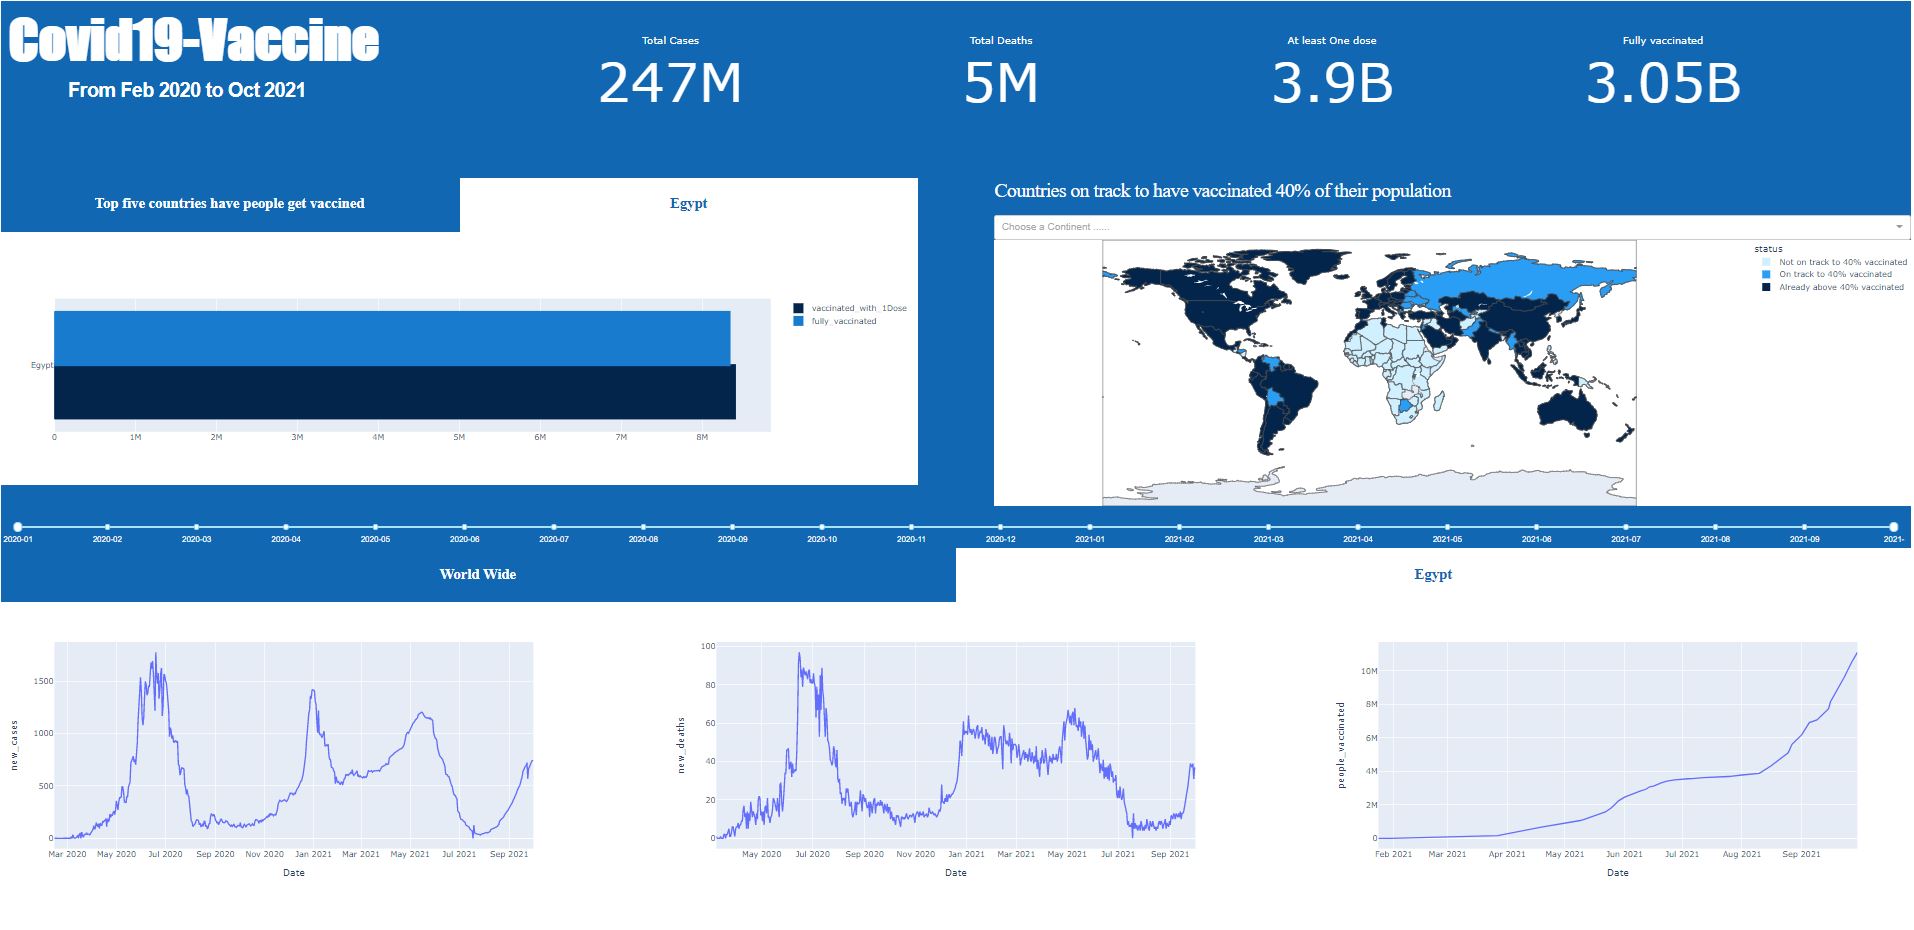 Covid19-Vaccine
From Feb 2020 to Oct 2021
Total Cases
247M
Total Deaths
5M
At least One dose
3.9B
Fully vaccinated
3.05B
Top five countries have people get vaccined
Egypt
vaccinated_with_1Dose
fully_vaccinated
Egypt
0 1M 2M 3M 4M 5M 6M 7M 8M
Countries on track to have vaccinated 40% of their population
Choose a Continent ......
status
Not on track to 40% vaccinated
On track to 40% vaccinated
Already above 40% vaccinated
2020-01 2020-02 2020-03 2020-04 2020-05 2020-06 2020-07 2020-08 2020-09 2020-10 2020-11 2020-12 2021-01 2021-02 2021-03 2021-04 2021-05 2021-06 2021-07 2021-08 2021-09 2021-
World Wide
Egypt
new_cases
1500
1000
500
0
Mar 2020 May 2020 Jul 2020 Sep 2020 Nov 2020 Jan 2021 Mar 2021 May 2021 Jul 2021 Sep 2021
Date
new_deaths
100
80
60
40
20
0
May 2020 Jul 2020 Sep 2020 Nov 2020 Jan 2021 Mar 2021 May 2021 Jul 2021 Sep 2021
Date
people_vaccinated
10M
8M
6M
4M
2M
0
Feb 2021 Mar 2021 Apr 2021 May 2021 Jun 2021 Jul 2021 Aug 2021 Sep 2021
Date